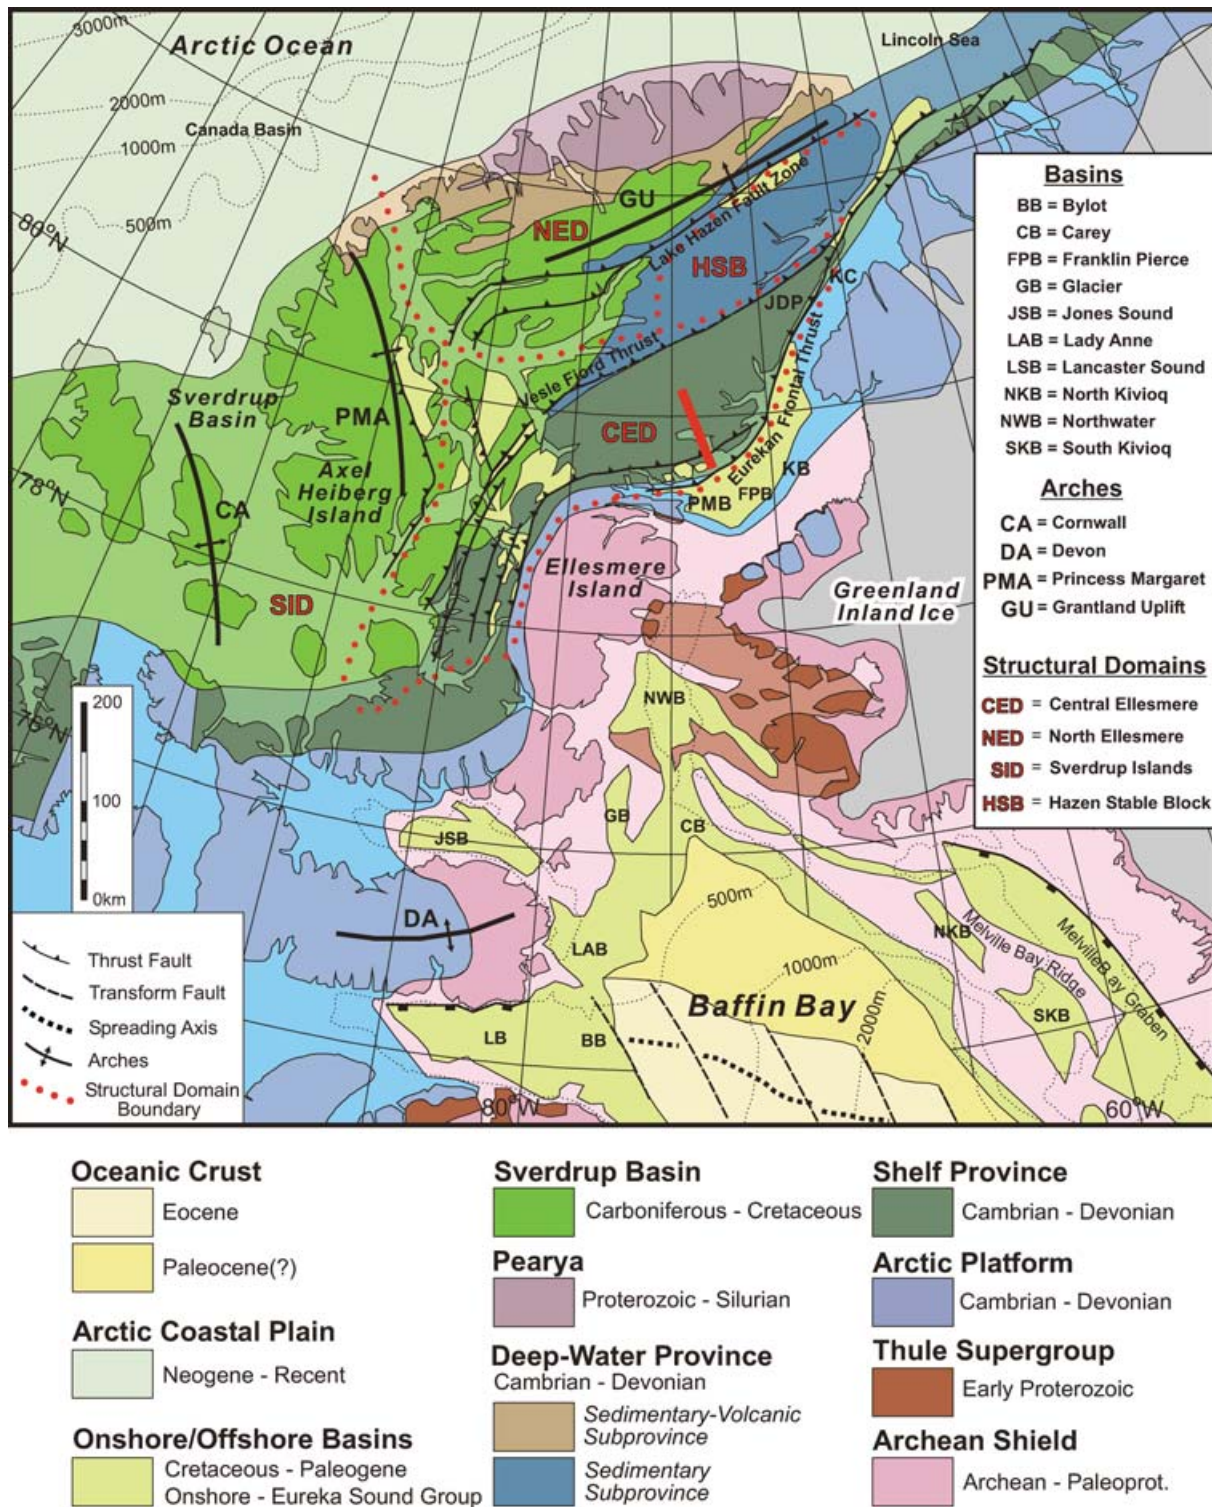 3000m
Arctic Ocean
Lincoln Sea
2000m
Canada Basin
1000m
500m
80°N
GU
NED
Lake Hazen Fault Zone
HSB
KC
JDP
Vesle Fiord Thrust
Sverdrup
Basin
PMA
CED
Eurekan Frontal Thrust
KB
FPB
PMB
78°N
Axel
Heiberg
Island
CA
Ellesmere
Island
Greenland
Inland Ice
SID
NWB
76°N
200
100
0km
GB
CB
JSB
500m
DA
NKB
Melville Bay Ridge
Melville Bay Graben
LAB
1000m
Baffin Bay
2000m
SKB
LB
BB
80°W
60°W
Basins
BB = Bylot
CB = Carey
FPB = Franklin Pierce
GB = Glacier
JSB = Jones Sound
LAB = Lady Anne
LSB = Lancaster Sound
NKB = North Kivioq
NWB = Northwater
SKB = South Kivioq
Arches
CA = Cornwall
DA = Devon
PMA = Princess Margaret
GU = Grantland Uplift
Structural Domains
CED = Central Ellesmere
NED = North Ellesmere
SID = Sverdrup Islands
HSB = Hazen Stable Block
Thrust Fault
Transform Fault
Spreading Axis
Arches
Structural Domain
Boundary
Oceanic Crust
Eocene
Paleocene(?)
Arctic Coastal Plain
Neogene - Recent
Onshore/Offshore Basins
Cretaceous - Paleogene
Onshore - Eureka Sound Group
Sverdrup Basin
Carboniferous - Cretaceous
Pearya
Proterozoic - Silurian
Deep-Water Province
Cambrian - Devonian
Sedimentary-Volcanic
Subprovince
Sedimentary
Subprovince
Shelf Province
Cambrian - Devonian
Arctic Platform
Cambrian - Devonian
Thule Supergroup
Early Proterozoic
Archean Shield
Archean - Paleoprot.